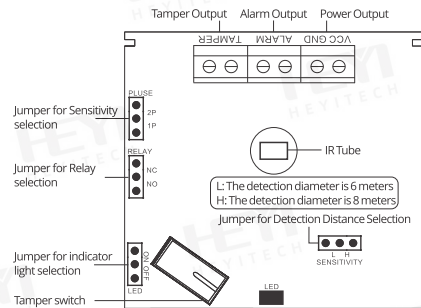 Tamper Output Alarm Output Power Output
TAMPER ALARM VCC GND
PLUSE
2P
1P
Jumper for Sensitivity
selection
RELAY
NC
NO
Jumper for Relay
selection
IR Tube
L: The detection diameter is 6 meters
H: The detection diameter is 8 meters
Jumper for Detection Distance Selection
L H
SENSITIVITY
Jumper for indicator
light selection
ON OFF
LED
LED
Tamper switch
HEYI
HEYITECH